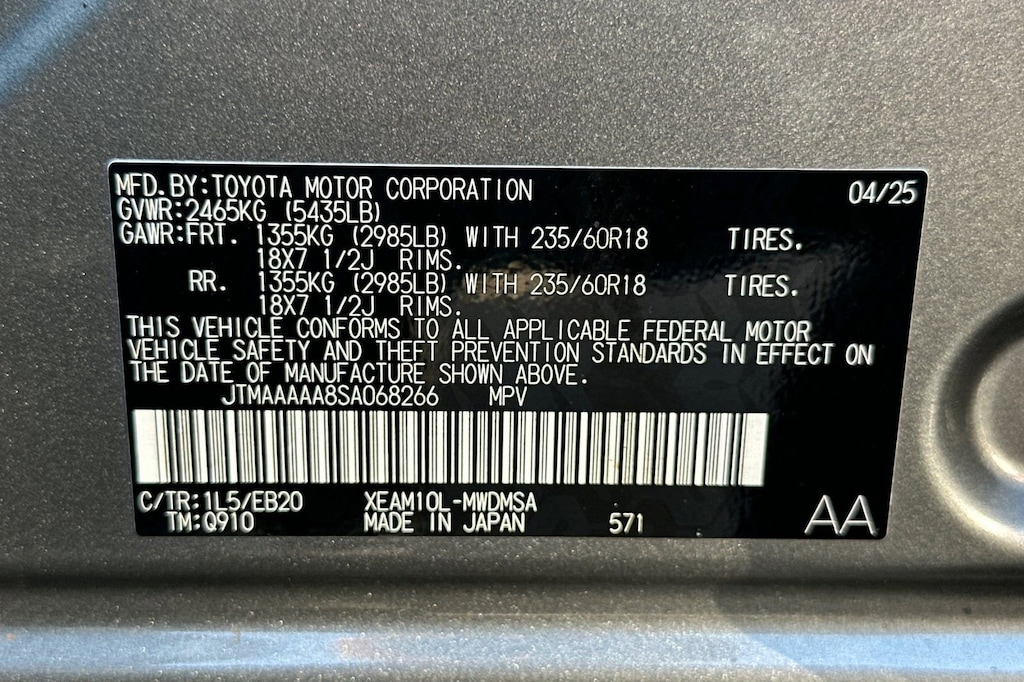 MFD.BY:TOYOTA MOTOR CORPORATION 04/25
GVWR:2465KG (5435LB)
GAWR:FRT. 1355KG (2985LB) WITH 235/60R18 TIRES.
18X7 1/2J RIMS.
RR. 1355KG (2985LB) WITH 235/60R18 TIRES.
18X7 1/2J RIMS.
THIS VEHICLE CONFORMS TO ALL APPLICABLE FEDERAL MOTOR
VEHICLE SAFETY AND THEFT PREVENTION STANDARDS IN EFFECT ON
THE DATE OF MANUFACTURE SHOWN ABOVE.
JTMAAAAA8SA068266 MPV
C/TR:1L5/EB20 XEAM10L-MWDMSA
TM:Q910 MADE IN JAPAN 571 AA